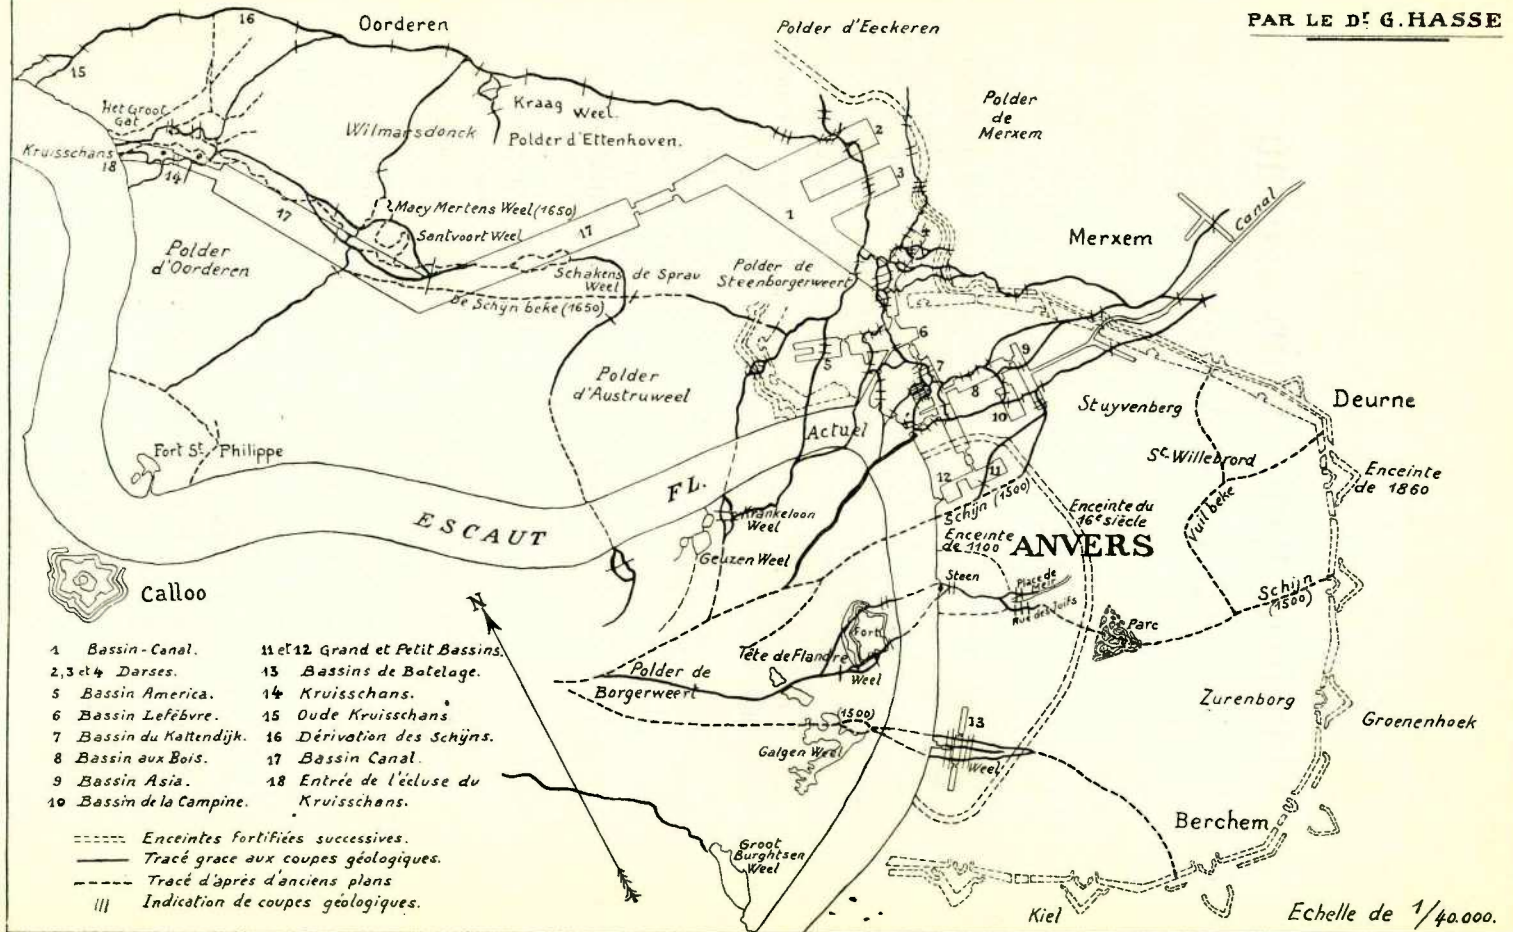 PAR LE Dr G. HASSE
16
Oorderen
Polder d'Eeckeren
15
Polder
de
Merxem
Het Groot
Gat
Kraag
Weel.
Wilmarsdonck
Polder d'Ettenhoven.
2
3
Kruisschans
18
14
17
Maey Mertens Weel (1650)
Santvoort Weel
17
1
4
Canal
Merxem
Polder
d'Oorderen
Schakens de Sprau
Weel
Polder de
Steenborgerweert
De Schijn beke (1650)
6
5
7
9
8
10
Polder
d'Austruweel
Stuyvenberg
Deurne
Actuel
Fort St. Philippe
St Willebrord
Enceinte
de 1860
12
11
FL.
ESCAUT
Krankeloon
Weel
Schijn (1500)
Enceinte du
16e siècle
Vuilbeke
Enceinte
de 1100
ANVERS
Geuzen Weel
Calloo
Steen
Place de
Meir
Rue des Juifs
Schijn
(1500)
N
Parc
Fort
Tête de Flandre
Weel
Polder de
Borgerweert
Zurenborg
Groenenhoek
(1500)
13
Galgen Weel
Weel
Berchem
Groot
Burghtsen
Weel
Kiel
1 Bassin-Canal.
2,3 et 4 Darses.
5 Bassin America.
6 Bassin Lefèbvre.
7 Bassin du Kattendijk.
8 Bassin aux Bois.
9 Bassin Asia.
10 Bassin de la Campine.
11 et 12 Grand et Petit Bassins.
13 Bassins de Batelage.
14 Kruisschans.
15 Oude Kruisschans
16 Dérivation des Schijns.
17 Bassin Canal.
18 Entrée de l'écluse du
Kruisschans.
Enceintes fortifiées successives.
Tracé grace aux coupes géologiques.
Tracé d'après d'anciens plans
Indication de coupes géologiques.
Echelle de 1/40.000.